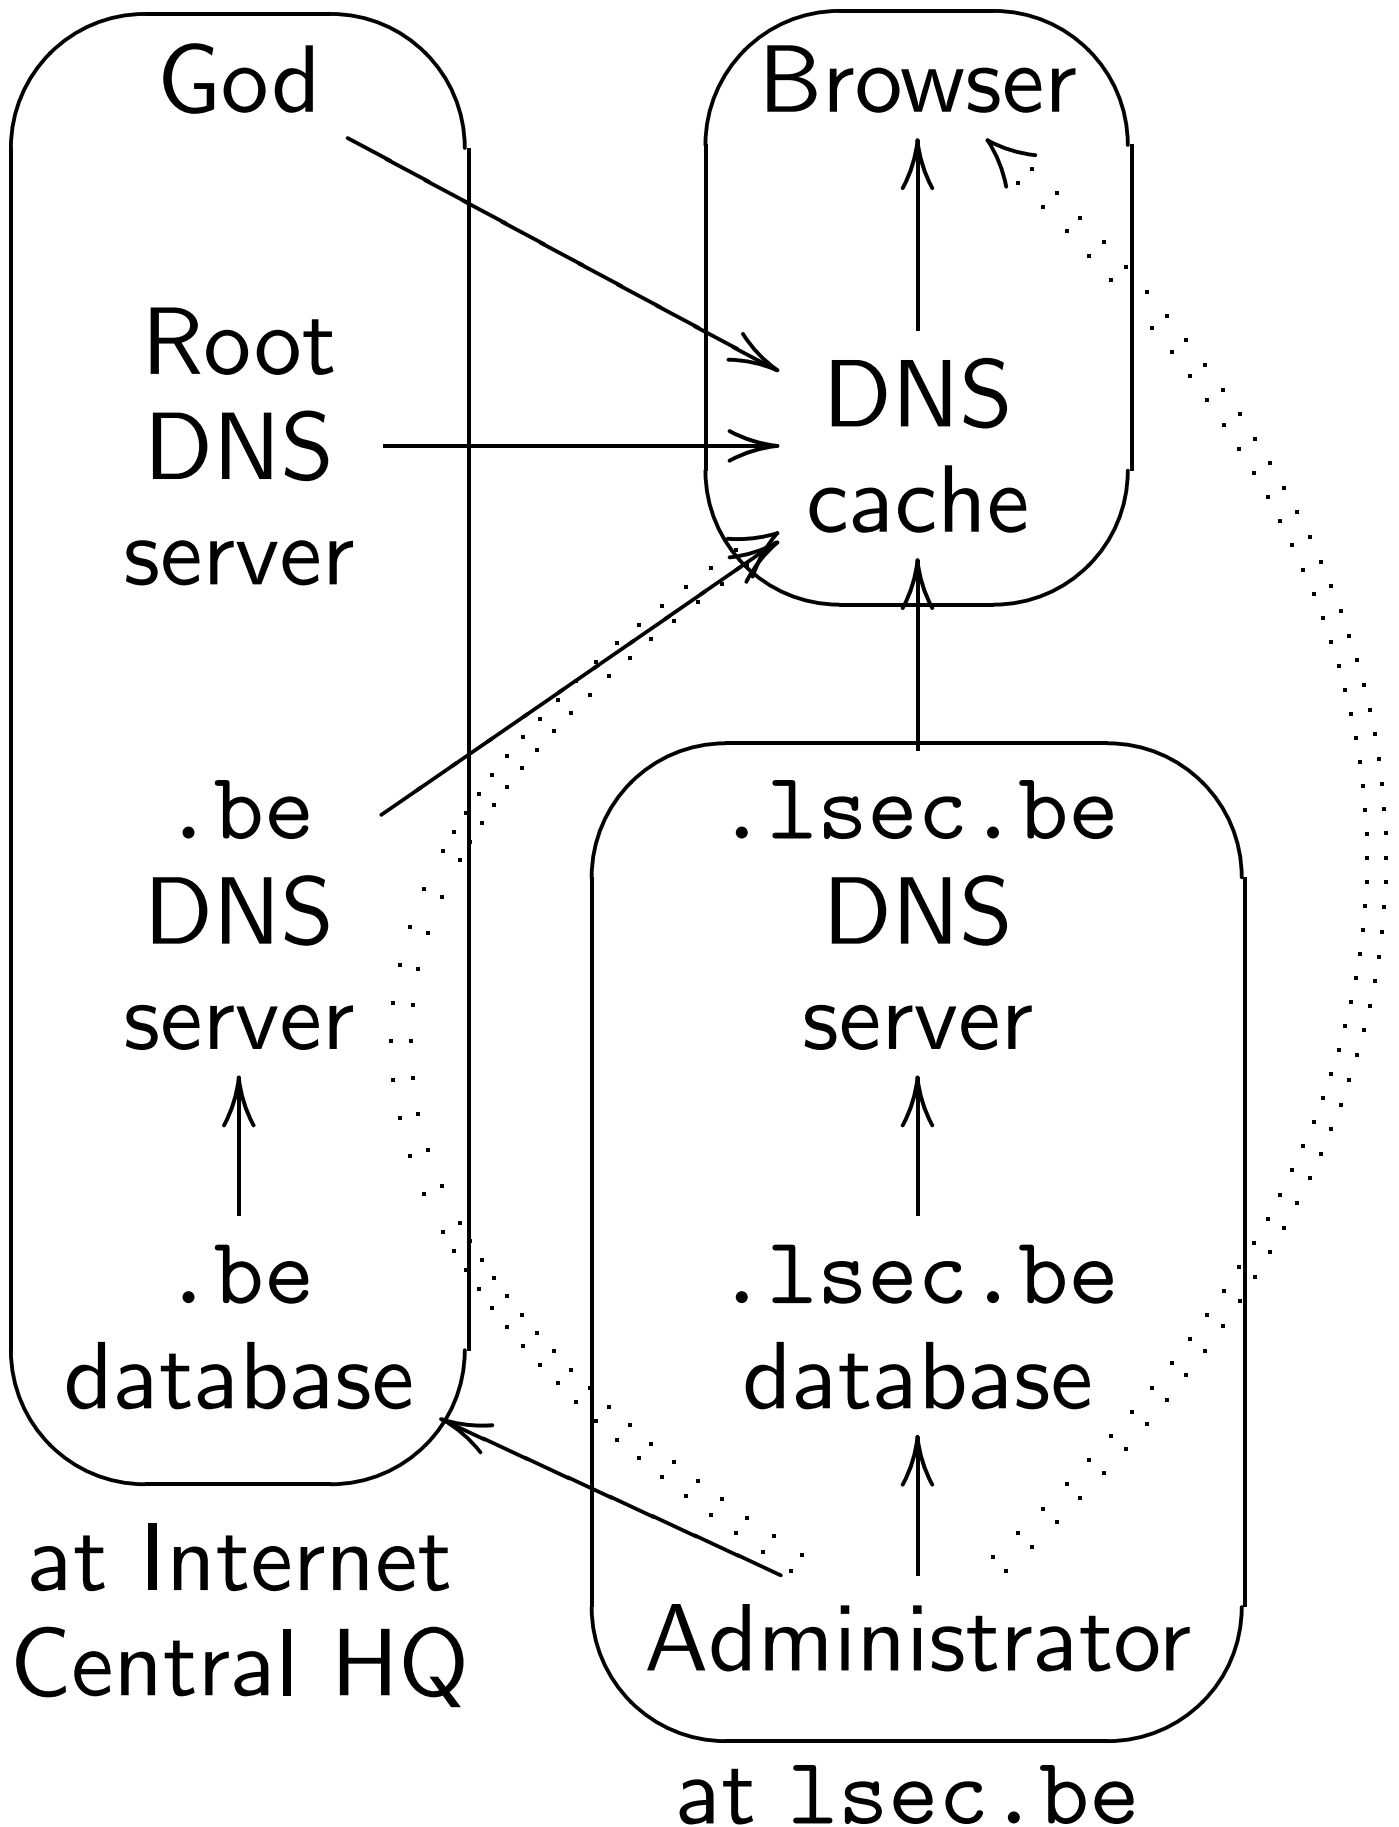 God
Root
DNS
server
.be
DNS
server
.be
database
at Internet
Central HQ
Browser
DNS
cache
.lsec.be
DNS
server
.lsec.be
database
Administrator
at lsec.be